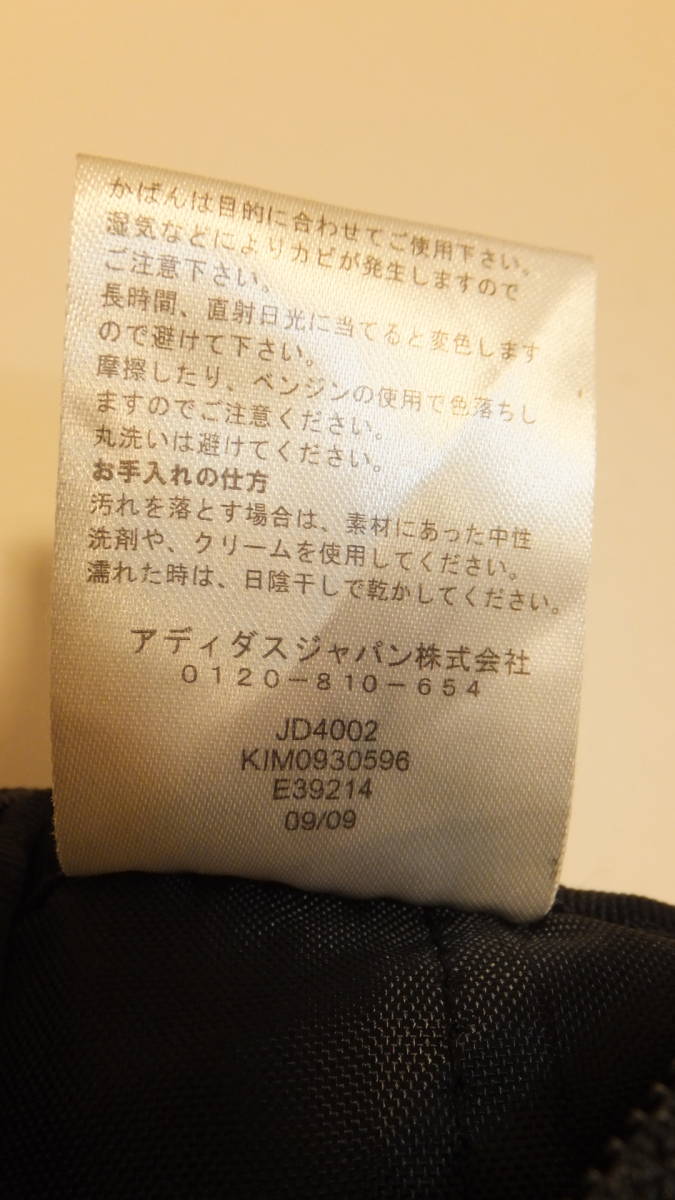 かばんは目的に合わせてご使用下さい。
湿気などによりカビが発生しますので
ご注意下さい。
長時間、直射日光に当てると変色します
ので避けて下さい。
摩擦したり、ベンジンの使用で色落ちし
ますのでご注意ください。
丸洗いは避けてください。
お手入れの仕方
汚れを落とす場合は、素材にあった中性
洗剤や、クリームを使用してください。
濡れた時は、日陰干しで乾かしてください。
アディダスジャパン株式会社
0120-810-654
JD4002
KIM0930596
E39214
09/09